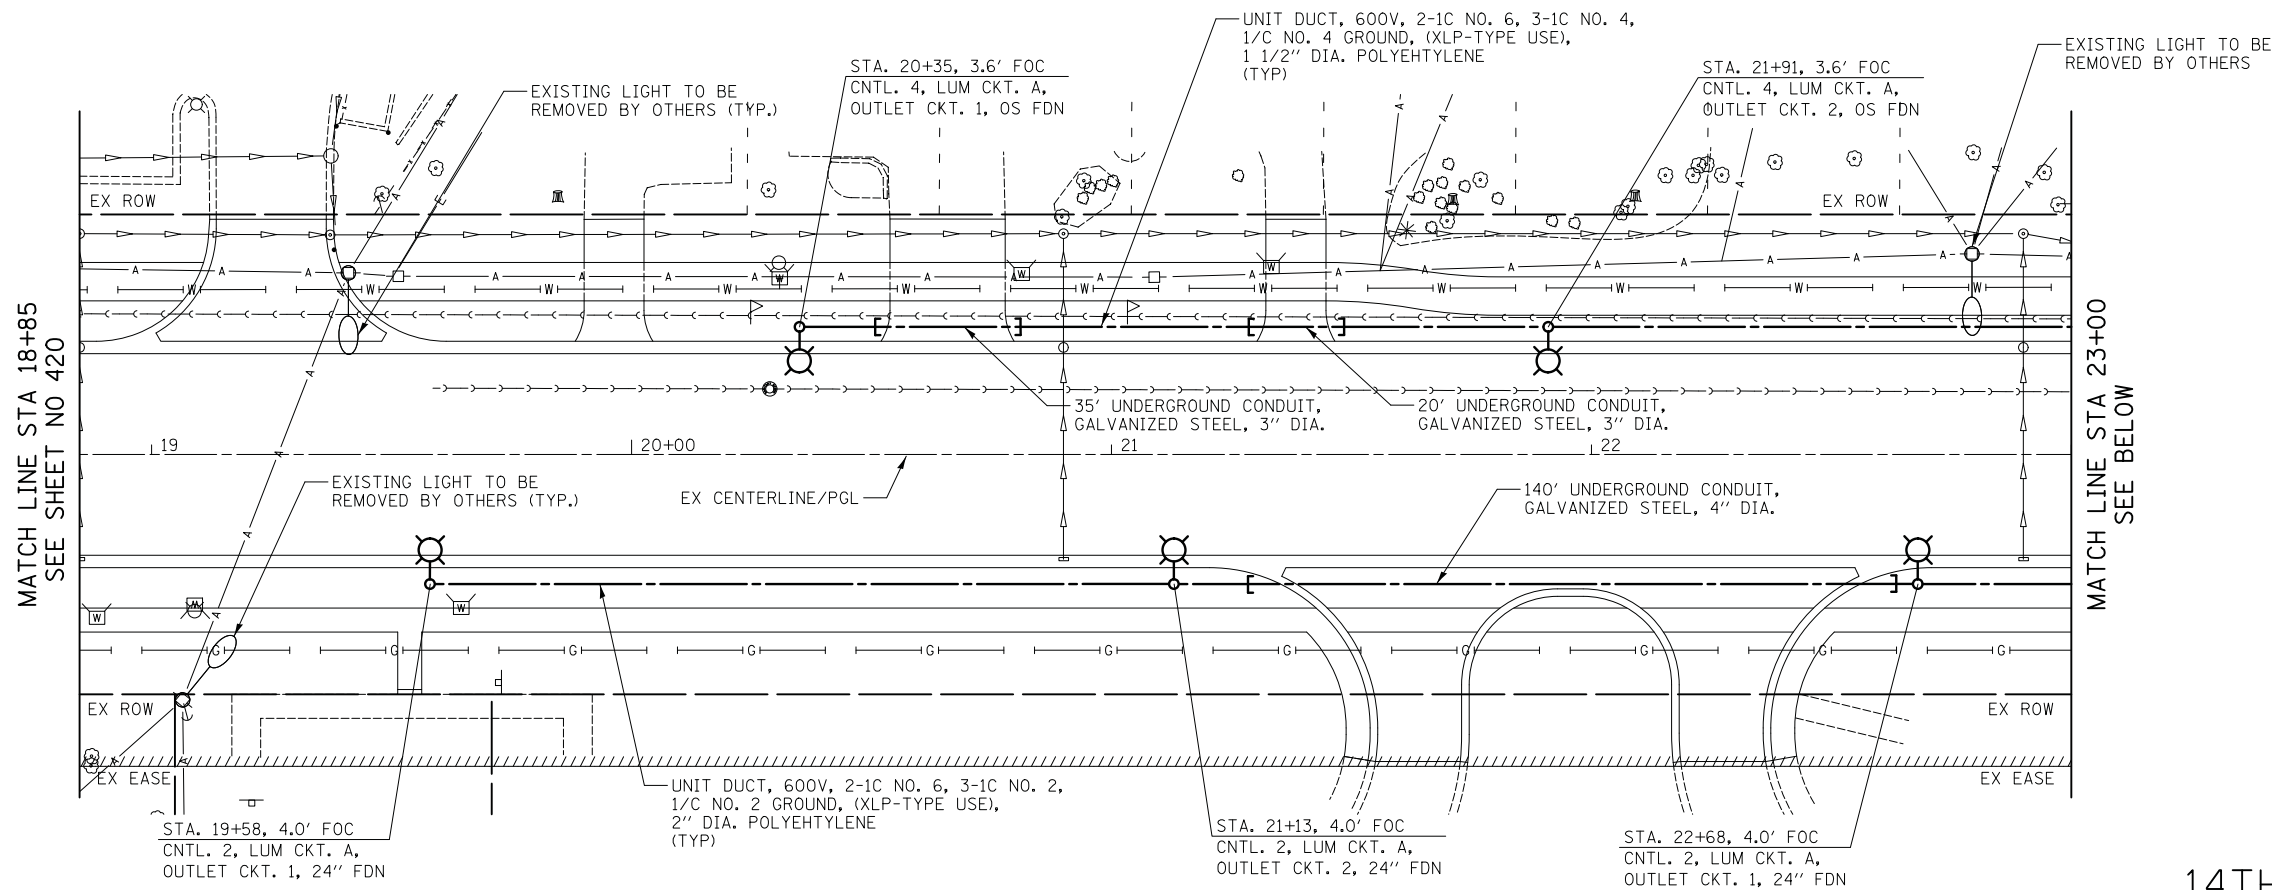 UNIT DUCT, 600V, 2-1C NO. 6, 3-1C NO. 4,
1/C NO. 4 GROUND, (XLP-TYPE USE),
1 1/2" DIA. POLYEHTYLENE
(TYP)
EXISTING LIGHT TO BE
REMOVED BY OTHERS
STA. 20+35, 3.6' FOC
CNTL. 4, LUM CKT. A,
OUTLET CKT. 1, OS FDN
STA. 21+91, 3.6' FOC
CNTL. 4, LUM CKT. A,
OUTLET CKT. 2, OS FDN
EXISTING LIGHT TO BE
REMOVED BY OTHERS (TYP.)
EX ROW
EX ROW
MATCH LINE STA 18+85
SEE SHEET NO 420
MATCH LINE STA 23+00
SEE BELOW
35' UNDERGROUND CONDUIT,
GALVANIZED STEEL, 3" DIA.
20' UNDERGROUND CONDUIT,
GALVANIZED STEEL, 3" DIA.
19
20+00
21
22
EXISTING LIGHT TO BE
REMOVED BY OTHERS (TYP.)
EX CENTERLINE/PGL
140' UNDERGROUND CONDUIT,
GALVANIZED STEEL, 4" DIA.
EX ROW
EX ROW
EX EASE
EX EASE
UNIT DUCT, 600V, 2-1C NO. 6, 3-1C NO. 2,
1/C NO. 2 GROUND, (XLP-TYPE USE),
2" DIA. POLYEHTYLENE
(TYP)
STA. 19+58, 4.0' FOC
CNTL. 2, LUM CKT. A,
OUTLET CKT. 1, 24" FDN
STA. 21+13, 4.0' FOC
CNTL. 2, LUM CKT. A,
OUTLET CKT. 2, 24" FDN
STA. 22+68, 4.0' FOC
CNTL. 2, LUM CKT. A,
OUTLET CKT. 1, 24" FDN
14TH